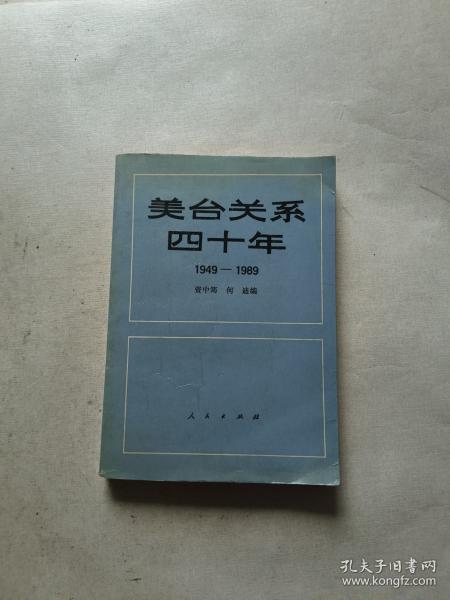 美台关系
四十年
1949—1989
资中筠 何迪编
人民出版社
孔夫子旧书网
www.kongfz.com